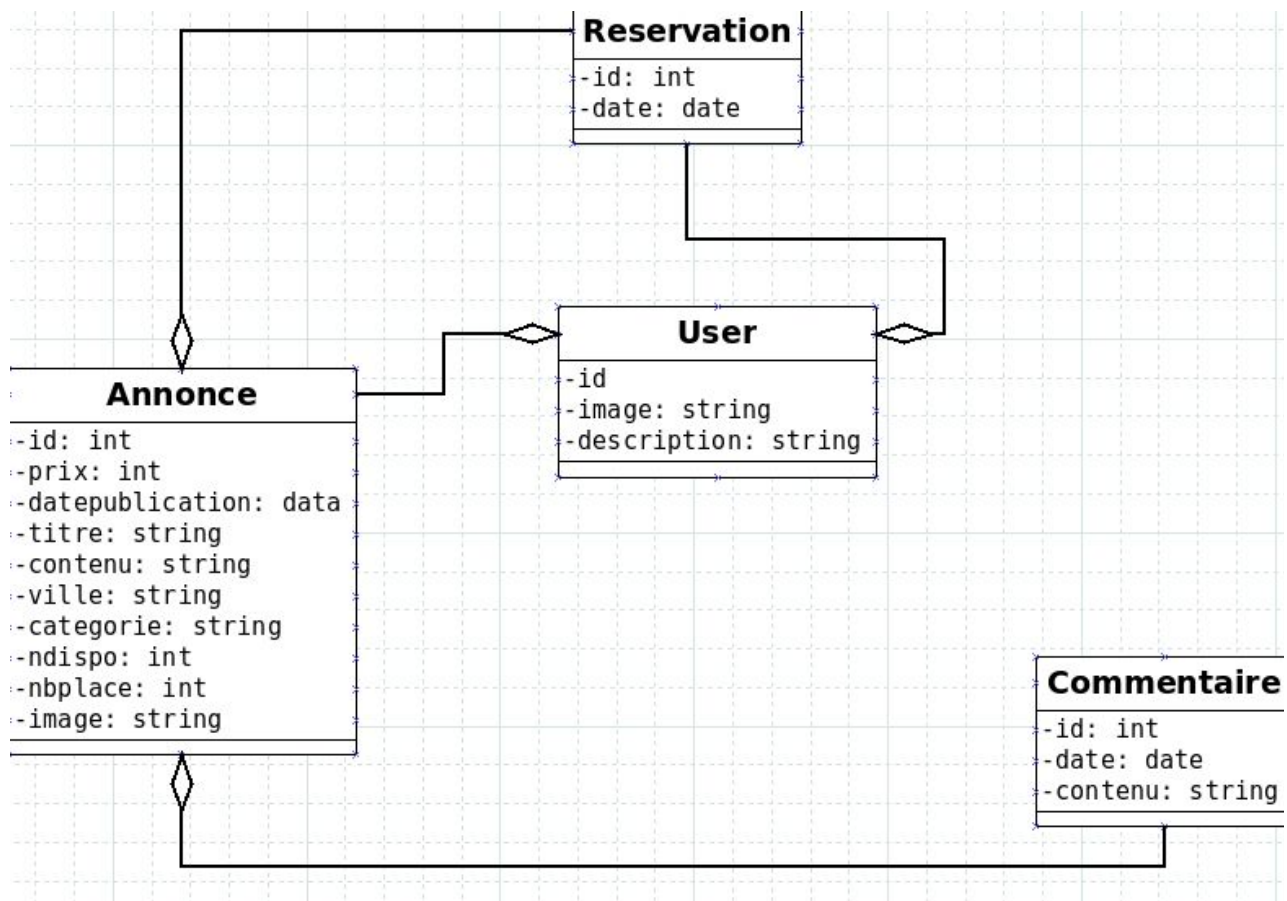 Reservation
-id: int
-date: date
User
-id
-image: string
-description: string
Annonce
-id: int
-prix: int
-datepublication: data
-titre: string
-contenu: string
-ville: string
-categorie: string
-ndispo: int
-nbplace: int
-image: string
Commentaire
-id: int
-date: date
-contenu: string